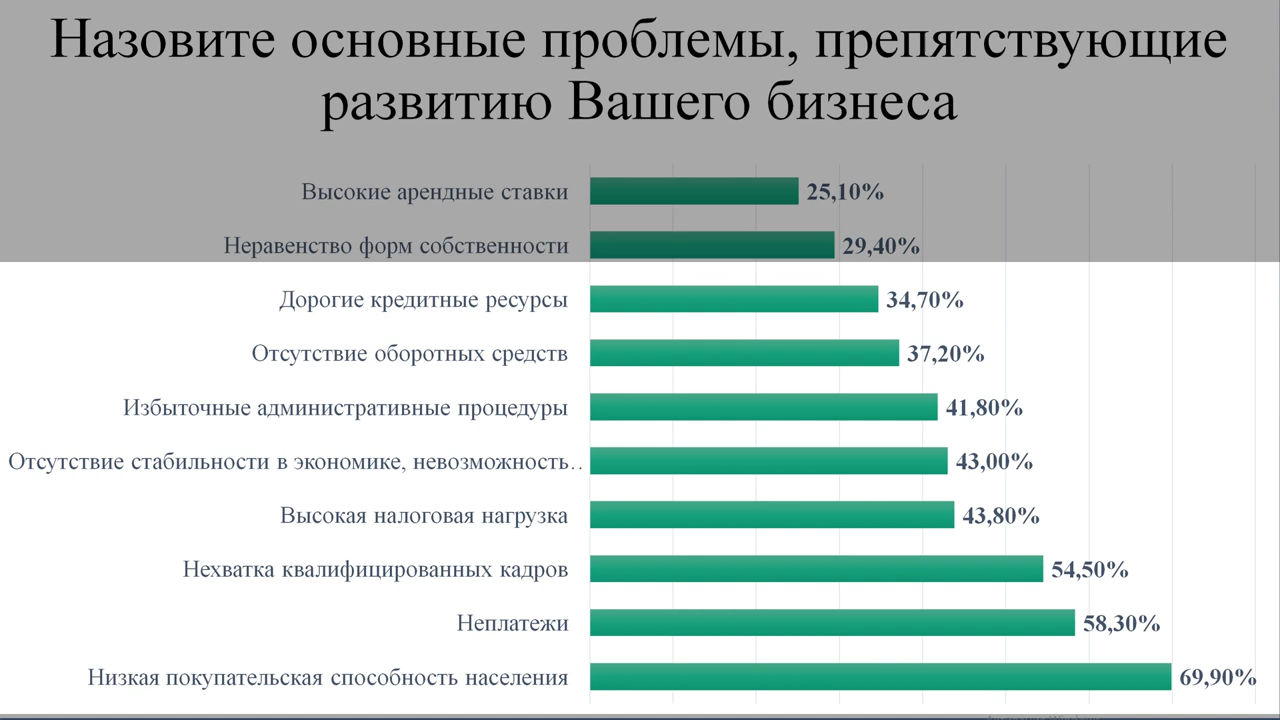 Назовите основные проблемы, препятствующие
развитию Вашего бизнеса
Высокие арендные ставки 25,10%
Неравенство форм собственности 29,40%
Дорогие кредитные ресурсы 34,70%
Отсутствие оборотных средств 37,20%
Избыточные административные процедуры 41,80%
Отсутствие стабильности в экономике, невозможность.. 43,00%
Высокая налоговая нагрузка 43,80%
Нехватка квалифицированных кадров 54,50%
Неплатежи 58,30%
Низкая покупательская способность населения 69,90%